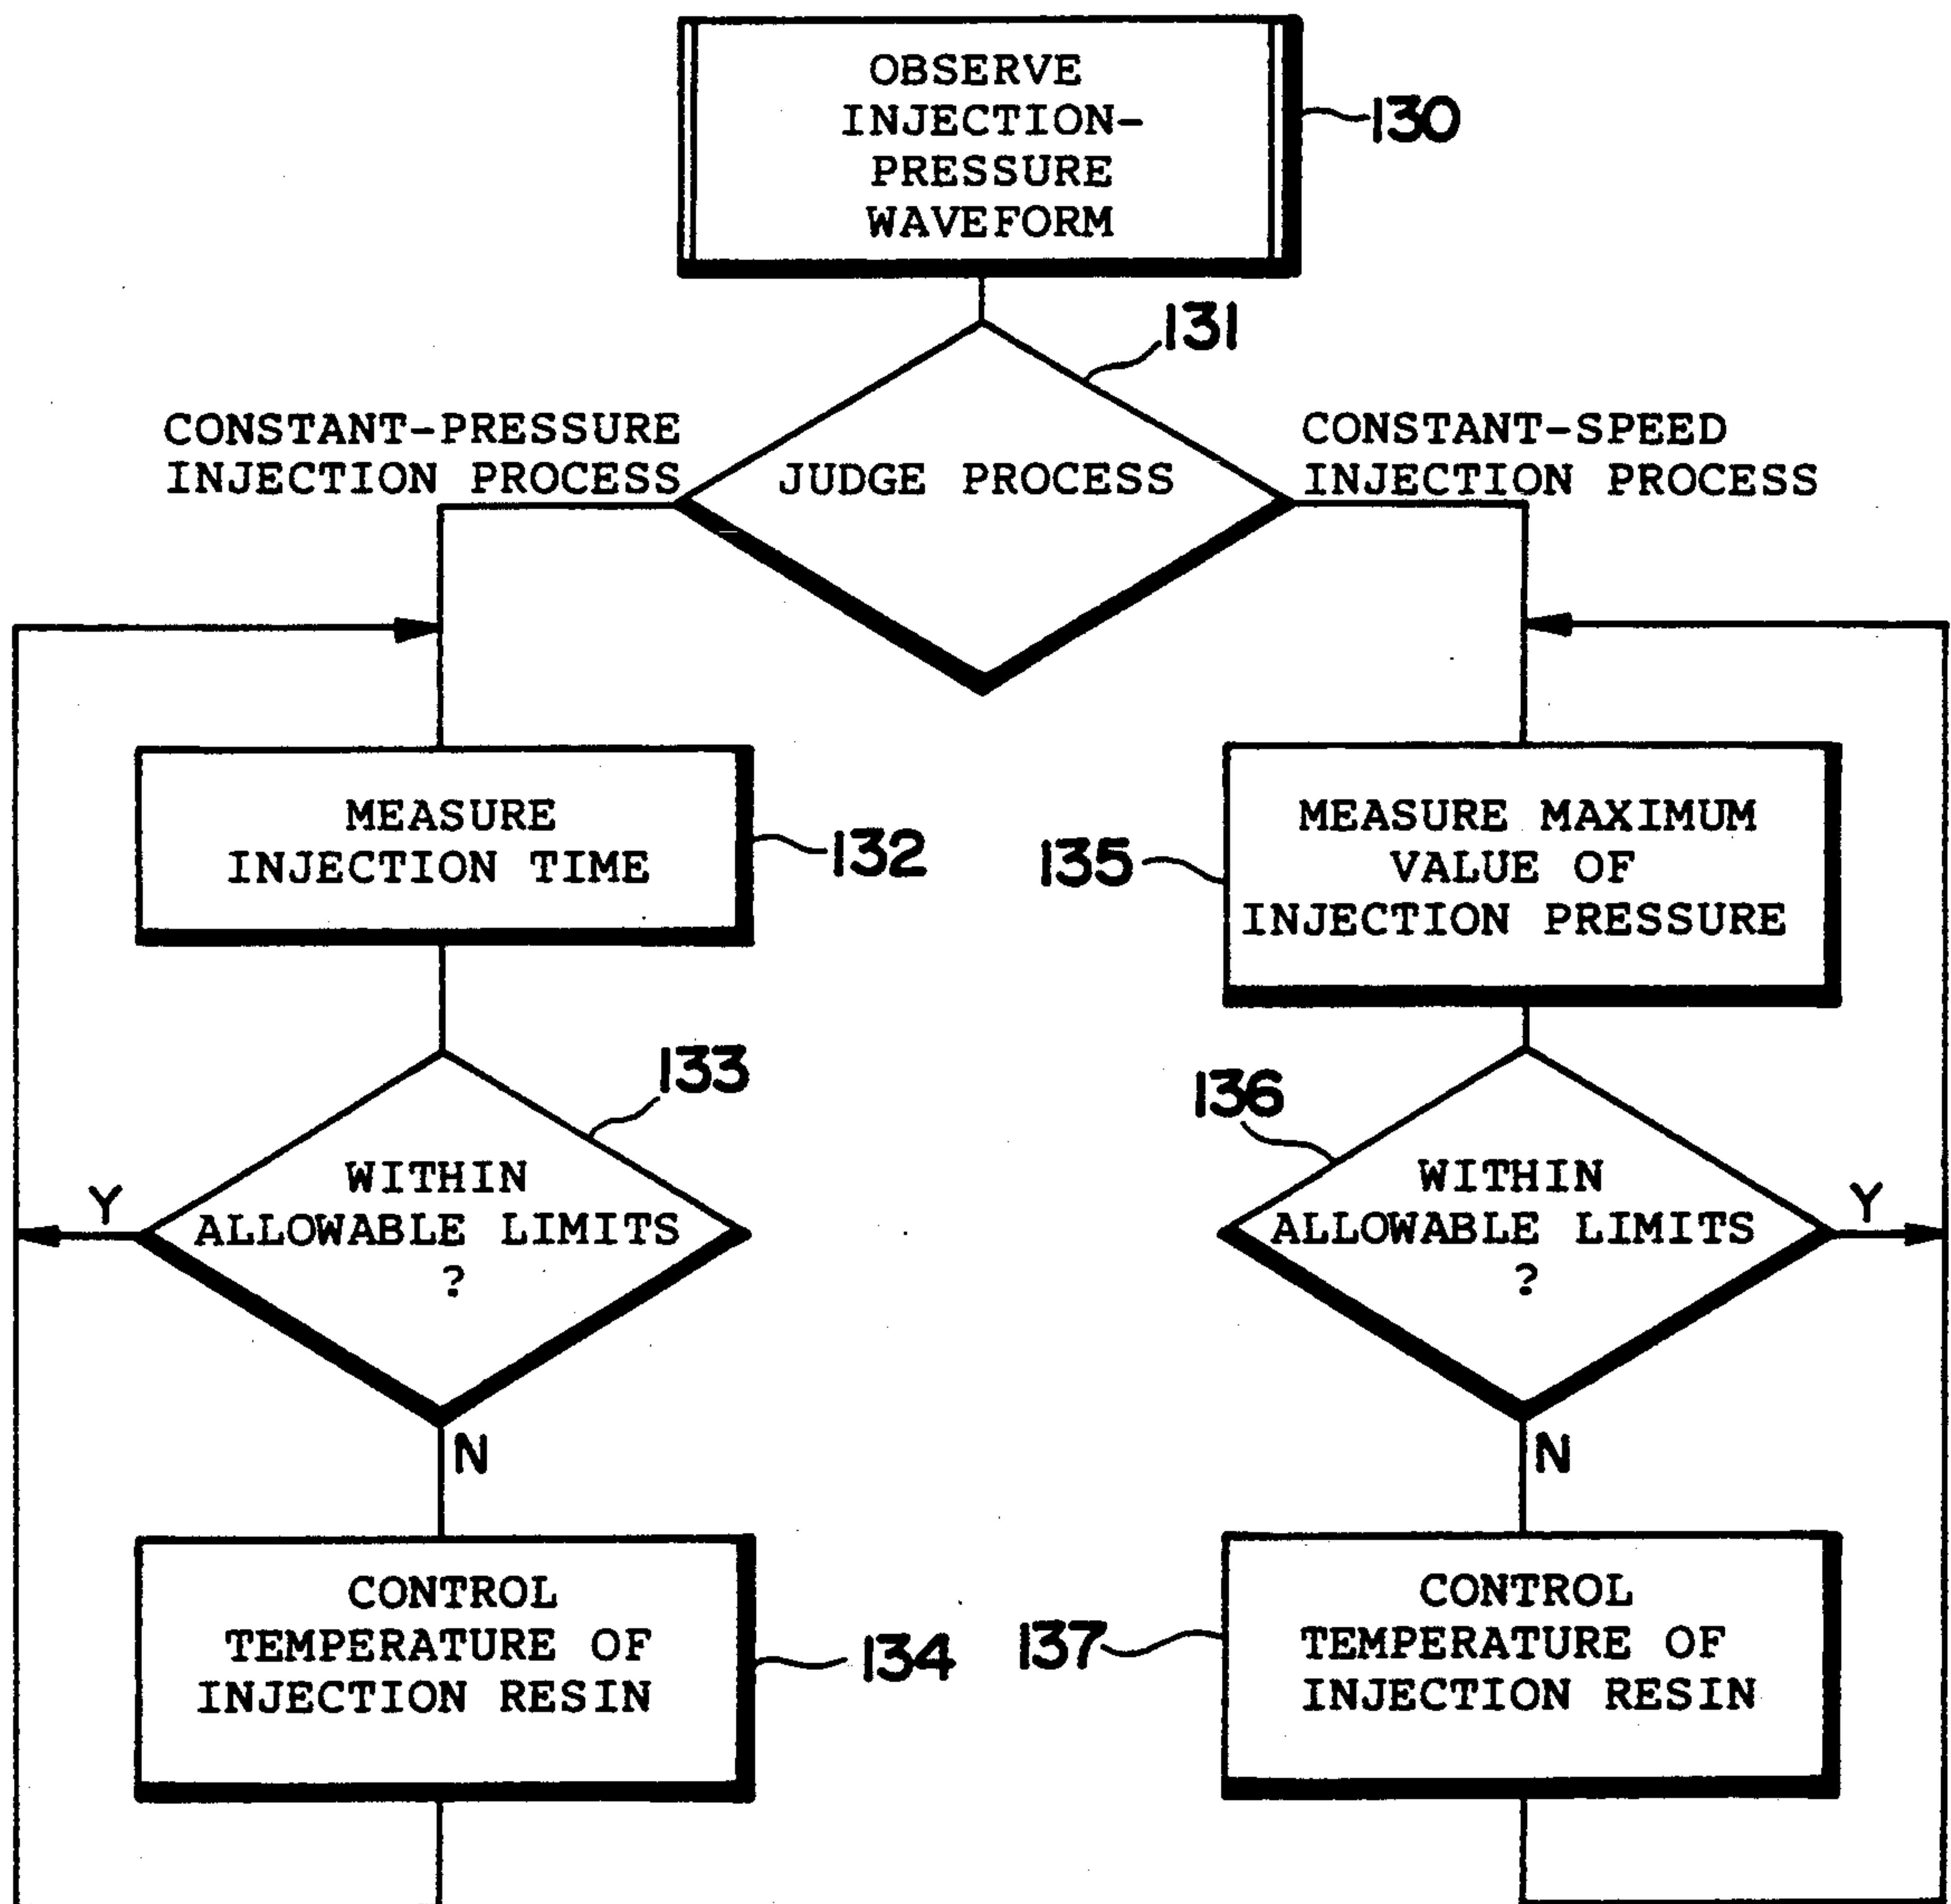 OBSERVE
INJECTION-
PRESSURE
WAVEFORM
130
131
CONSTANT-PRESSURE
INJECTION PROCESS
JUDGE PROCESS
CONSTANT-SPEED
INJECTION PROCESS
MEASURE
INJECTION TIME
132
135
MEASURE MAXIMUM
VALUE OF
INJECTION PRESSURE
133
WITHIN
ALLOWABLE LIMITS
?
Y
N
136
WITHIN
ALLOWABLE LIMITS
?
Y
N
CONTROL
TEMPERATURE OF
INJECTION RESIN
134
137
CONTROL
TEMPERATURE OF
INJECTION RESIN